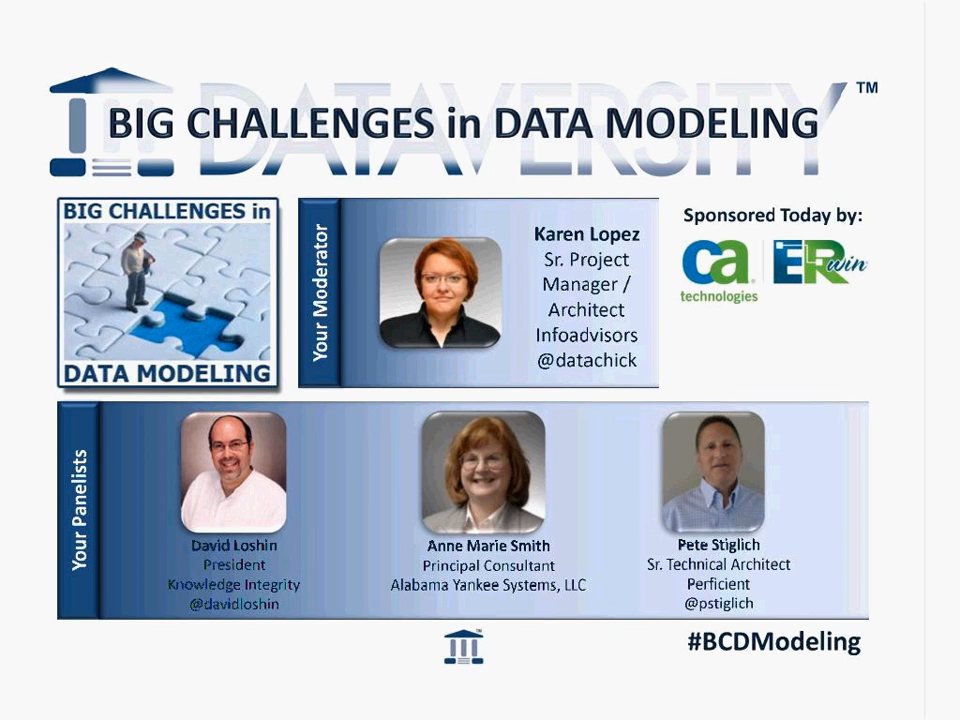 DATAVERSITY™
BIG CHALLENGES in DATA MODELING
BIG CHALLENGES in
DATA MODELING
Your Moderator
Karen Lopez
Sr. Project
Manager /
Architect
Infoadvisors
@datachick
Sponsored Today by:
ca
technologies
ERwin
Your Panelists
David Loshin
President
Knowledge Integrity
@davidloshin
Anne Marie Smith
Principal Consultant
Alabama Yankee Systems, LLC
Pete Stiglich
Sr. Technical Architect
Perficient
@pstiglich
#BCDModeling